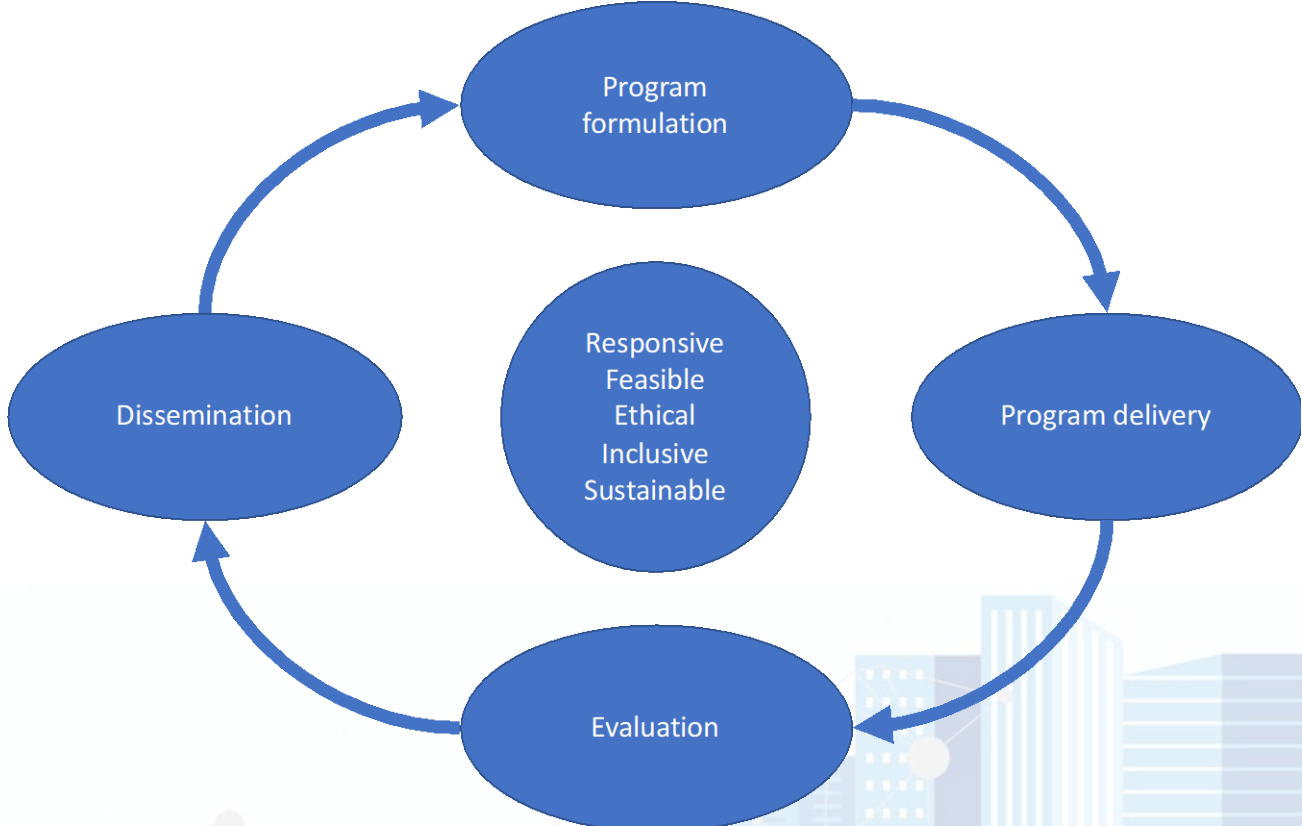 Program
formulation
Responsive
Feasible
Ethical
Inclusive
Sustainable
Dissemination
Program delivery
Evaluation